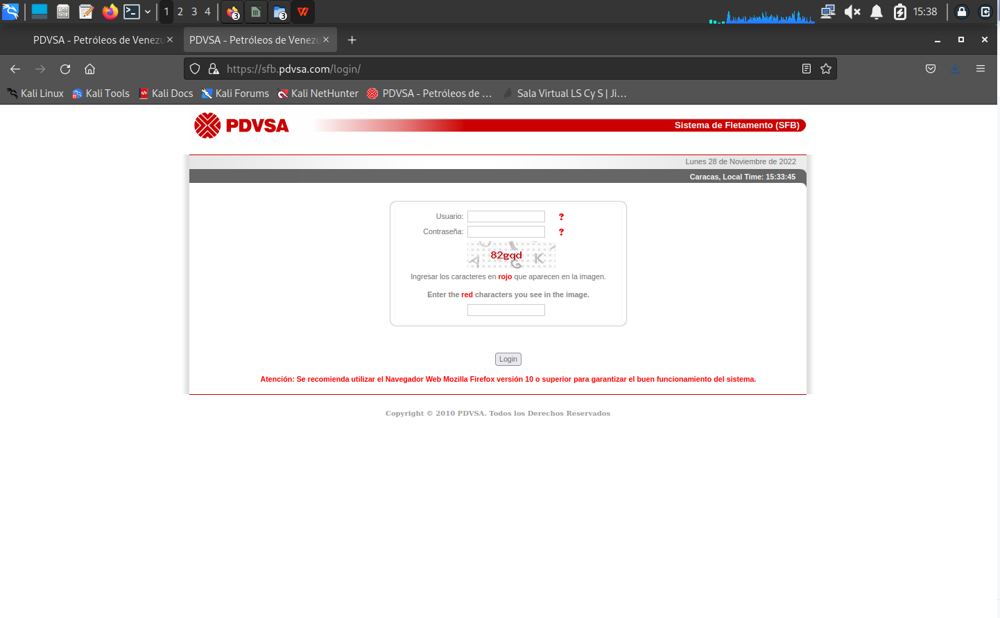 1 2 3 4 3 3 15:38
PDVSA - Petróleos de Venezu PDVSA - Petróleos de Venezu
https://sfb.pdvsa.com/login/
Kali Linux Kali Tools Kali Docs Kali Forums Kali NetHunter PDVSA - Petróleos de ... Sala Virtual LS Cy S | Ji...
PDVSA Sistema de Fletamento (SFB)
Lunes 28 de Noviembre de 2022
Caracas, Local Time: 15:33:45
Usuario: ?
Contraseña: ?
A G K
82gqd
Ingresar los caracteres en rojo que aparecen en la imagen.
Enter the red characters you see in the image.
Login
Atención: Se recomienda utilizar el Navegador Web Mozilla Firefox versión 10 o superior para garantizar el buen funcionamiento del sistema.
Copyright © 2010 PDVSA. Todos los Derechos Reservados